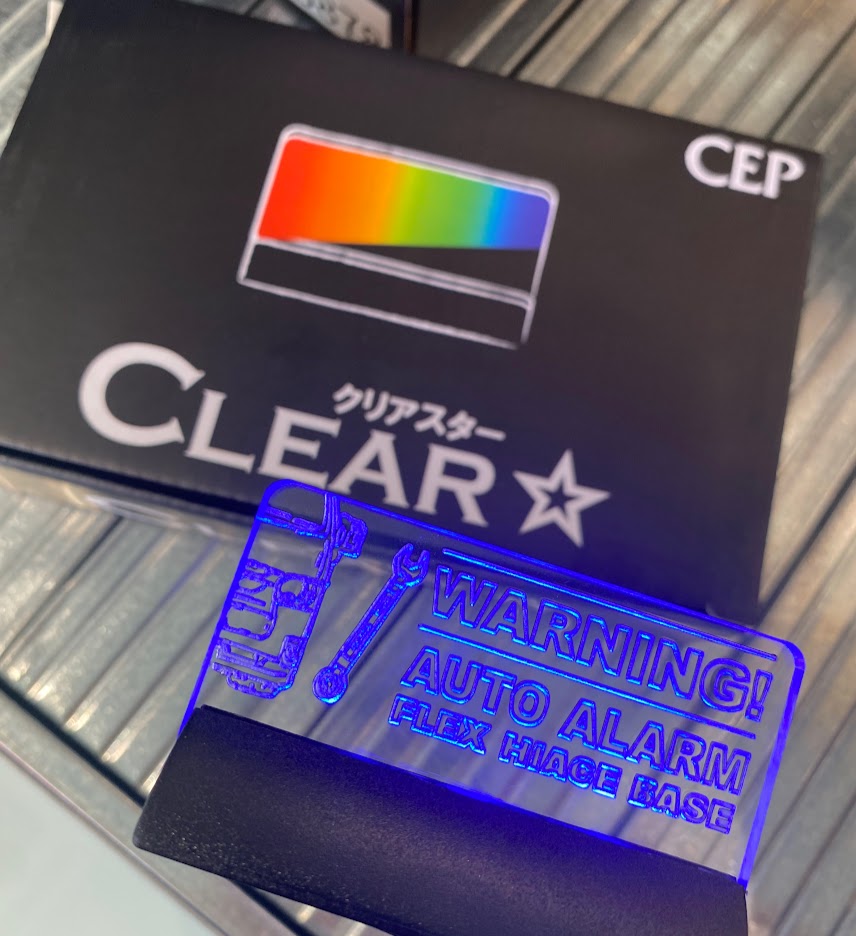 CEP
クリアスター
CLEAR☆
WARNING!
AUTO ALARM
FLEX HIACE BASE